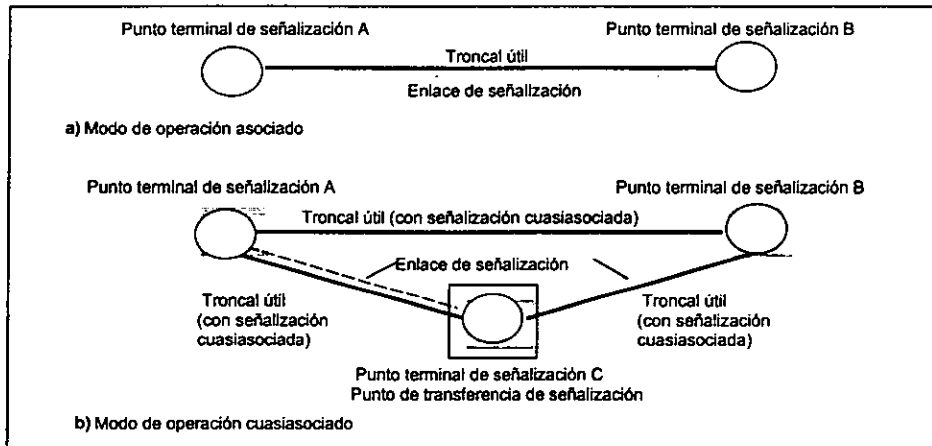 Punto terminal de señalización A
Punto terminal de señalización B
Troncal útil
Enlace de señalización
a) Modo de operación asociado
Punto terminal de señalización A
Punto terminal de señalización B
Troncal útil (con señalización cuasiasociada)
Enlace de señalización
Troncal útil
(con señalización
cuasiasociada)
Troncal útil
(con señalización
cuasiasociada)
Punto terminal de señalización C
Punto de transferencia de señalización
b) Modo de operación cuasiasociado